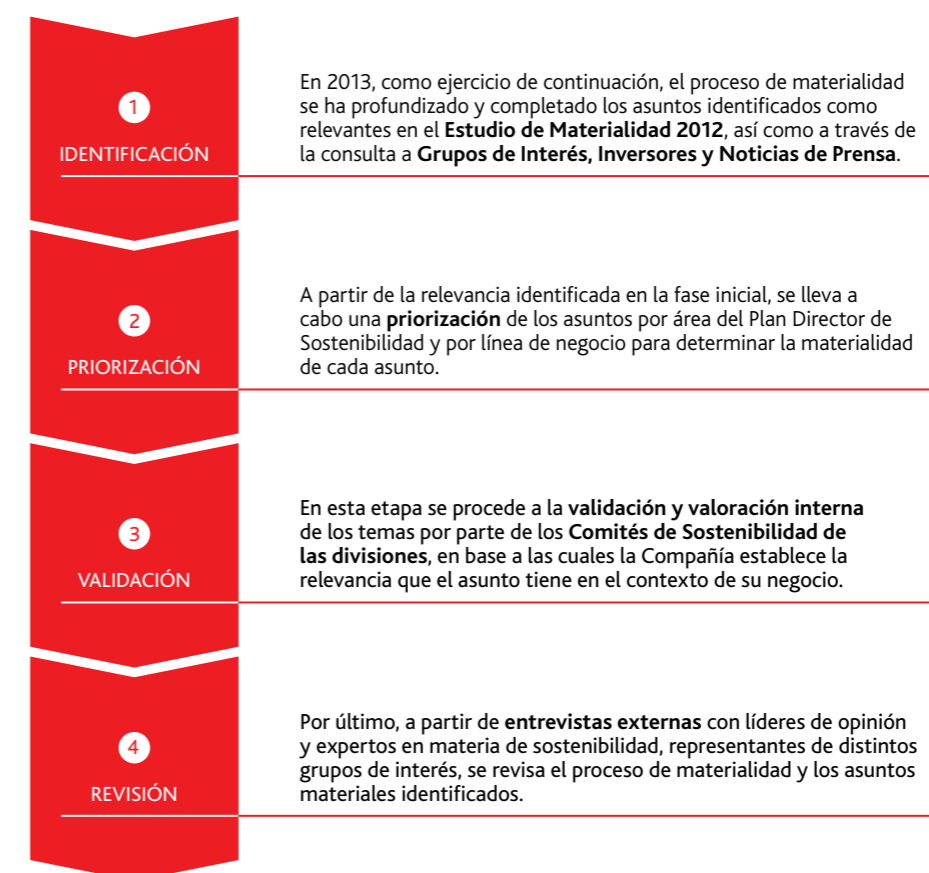 1
IDENTIFICACIÓN
En 2013, como ejercicio de continuación, el proceso de materialidad
se ha profundizado y completado los asuntos identificados como
relevantes en el Estudio de Materialidad 2012, así como a través de
la consulta a Grupos de Interés, Inversores y Noticias de Prensa.
2
PRIORIZACIÓN
A partir de la relevancia identificada en la fase inicial, se lleva a
cabo una priorización de los asuntos por área del Plan Director de
Sostenibilidad y por línea de negocio para determinar la materialidad
de cada asunto.
3
VALIDACIÓN
En esta etapa se procede a la validación y valoración interna
de los temas por parte de los Comités de Sostenibilidad de
las divisiones, en base a las cuales la Compañía establece la
relevancia que el asunto tiene en el contexto de su negocio.
4
REVISIÓN
Por último, a partir de entrevistas externas con líderes de opinión
y expertos en materia de sostenibilidad, representantes de distintos
grupos de interés, se revisa el proceso de materialidad y los asuntos
materiales identificados.